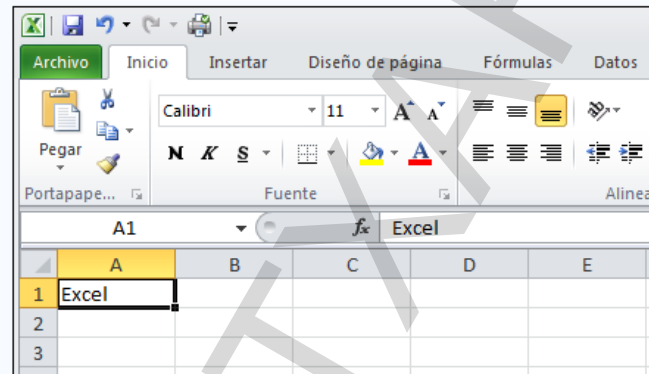 Archivo Inicio Insertar Diseño de página Fórmulas Datos
Calibri 11 A A
Pegar N K S A
Portapape... Fuente Alinea
A1 fx Excel
A B C D E
1 Excel
2
3